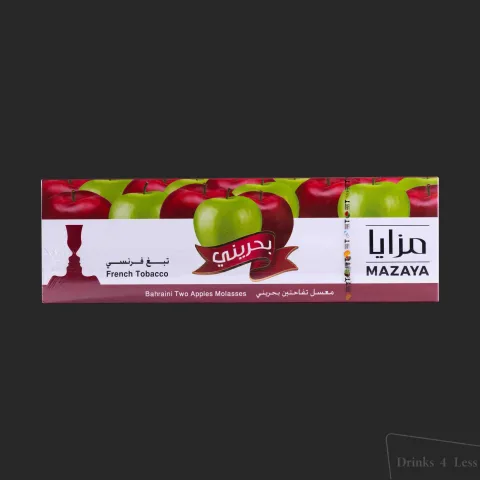 بحريني
مزايا
MAZAYA
تبغ فرنسي
French Tobacco
Bahraini Two Apples Molasses معسل تفاحتين بحريني
Drinks 4 Less